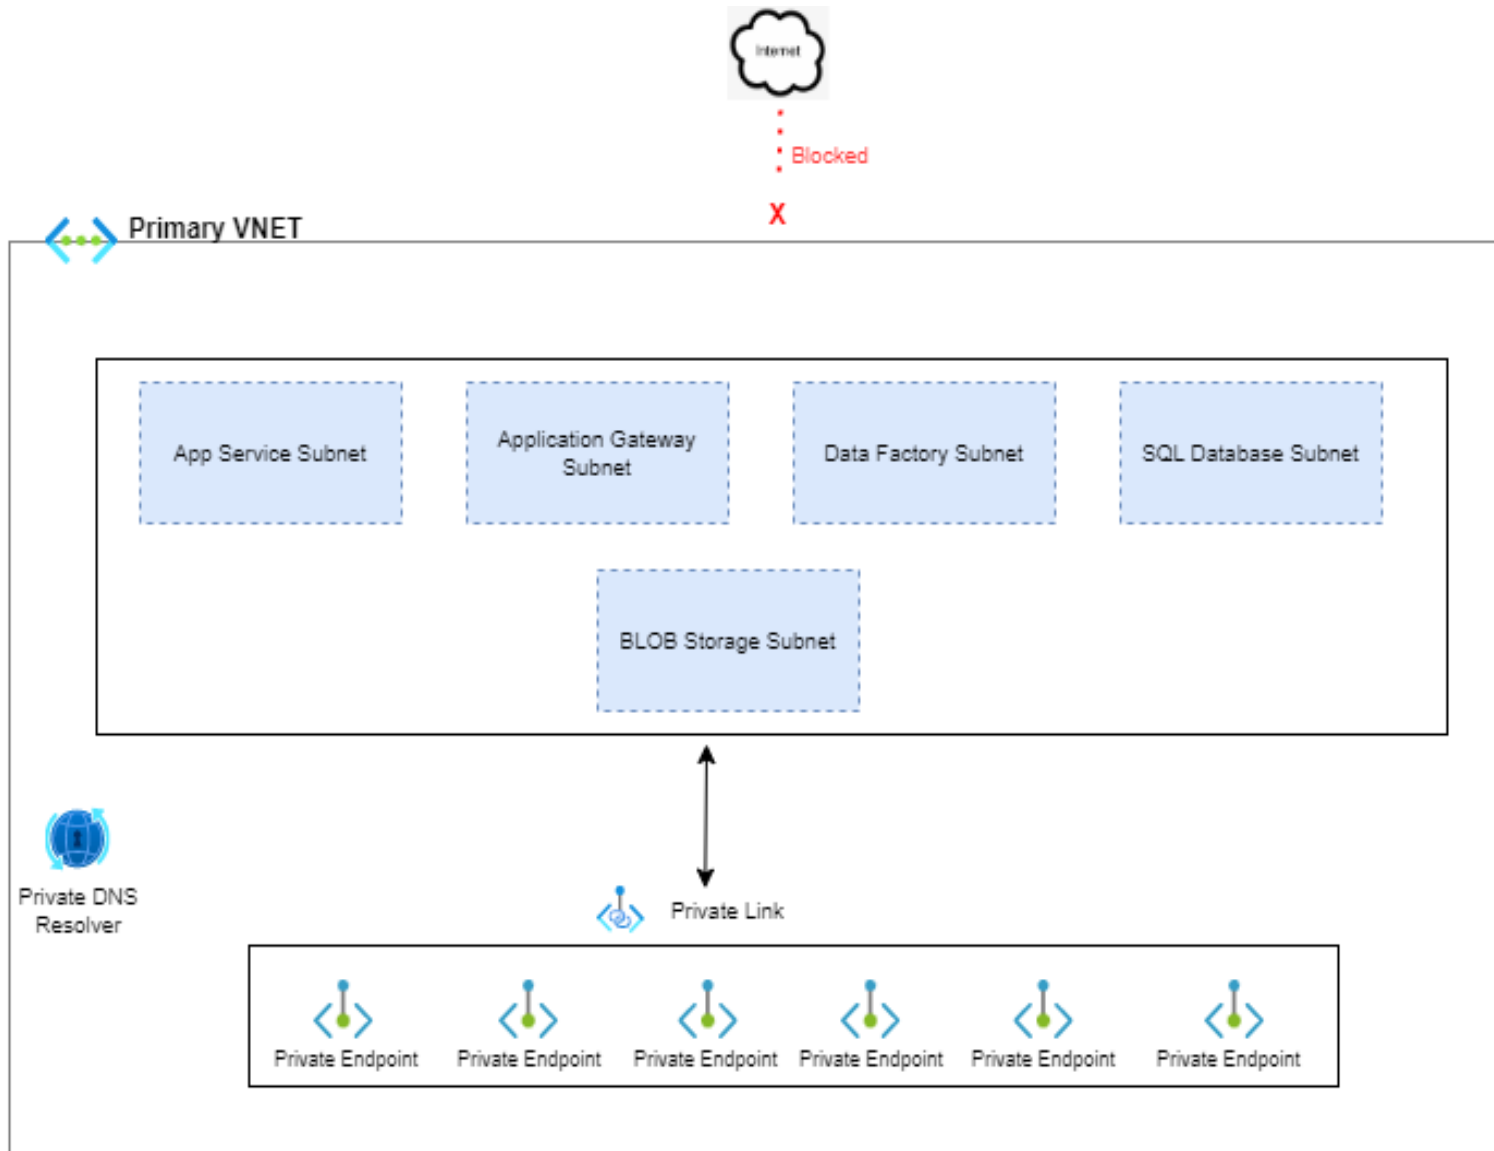 Internet
Blocked
X
Primary VNET
App Service Subnet
Application Gateway
Subnet
Data Factory Subnet
SQL Database Subnet
BLOB Storage Subnet
Private DNS
Resolver
Private Link
Private Endpoint
Private Endpoint
Private Endpoint
Private Endpoint
Private Endpoint
Private Endpoint